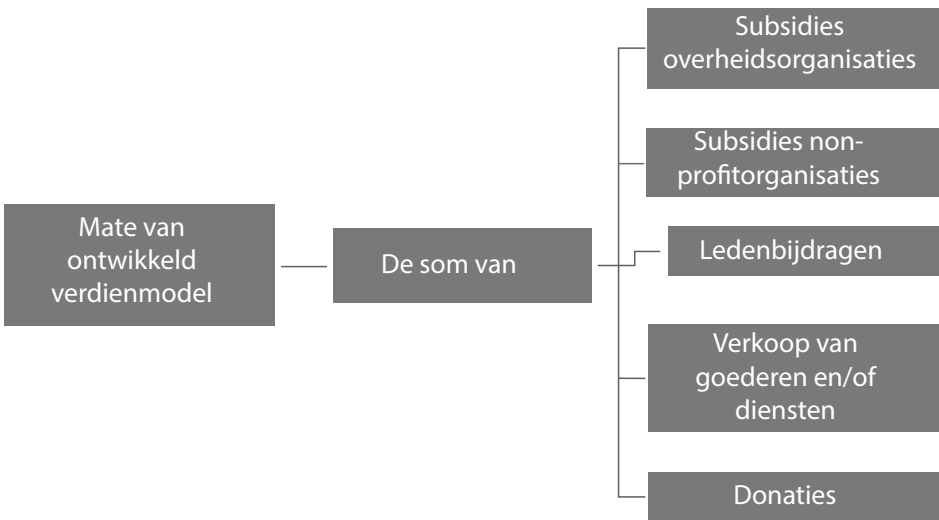 Mate van
ontwikkeld
verdienmodel
De som van
Subsidies
overheidsorganisaties
Subsidies non-
profitorganisaties
Ledenbijdragen
Verkoop van
goederen en/of
diensten
Donaties